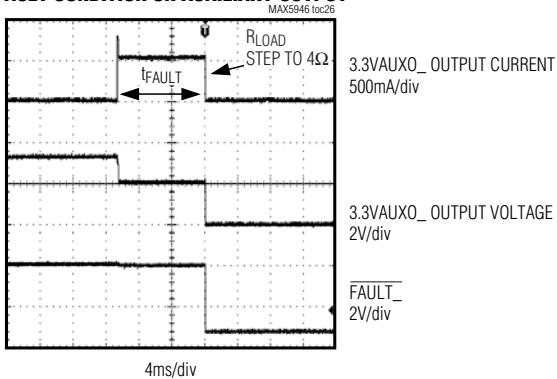 MAX5946 toc26
RLOAD
STEP TO 4Ω
tFAULT
3.3VAUXO_ OUTPUT CURRENT
500mA/div
3.3VAUXO_ OUTPUT VOLTAGE
2V/div
FAULT_
2V/div
4ms/div